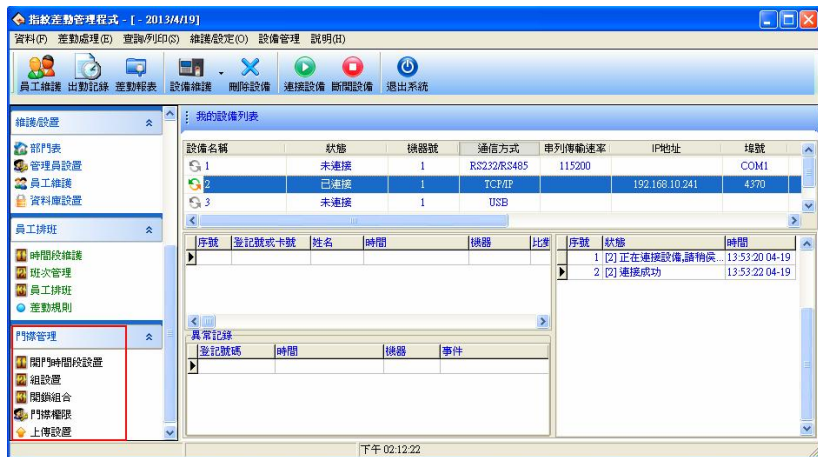 指紋差勤管理程式 - [ - 2013/4/19]
資料(F) 差勤處理(E) 查詢/列印(S) 維護/設定(O) 設備管理 説明(H)
員工維護 出勤記錄 差勤報表 設備維護 刪除設備 連接設備 斷開設備 退出系統
維護/設置
部門表
管理員設置
員工維護
資料庫設置
員工排班
時間段維護
班次管理
員工排班
差勤規則
門襟管理
開門時間段設置
組設置
開鎖組合
門襟權限
上傳設置
我的設備列表
設備名稱 狀態 機器號 通信方式 串列傳輸速率 IP地址 埠號
1 未連接 1 RS232/RS485 115200 COM1
2 已連接 1 TCP/IP 192.168.10.241 4370
3 未連接 1 USB
序號 登記號或卡號 姓名 時間 機器 比對
異常記錄
登記號碼 時間 機器 事件
序號 狀態 時間
1 [2] 正在連接設備,請稍侯... 13:53:20 04-19
2 [2] 連接成功 13:53:22 04-19
下午 02:12:22